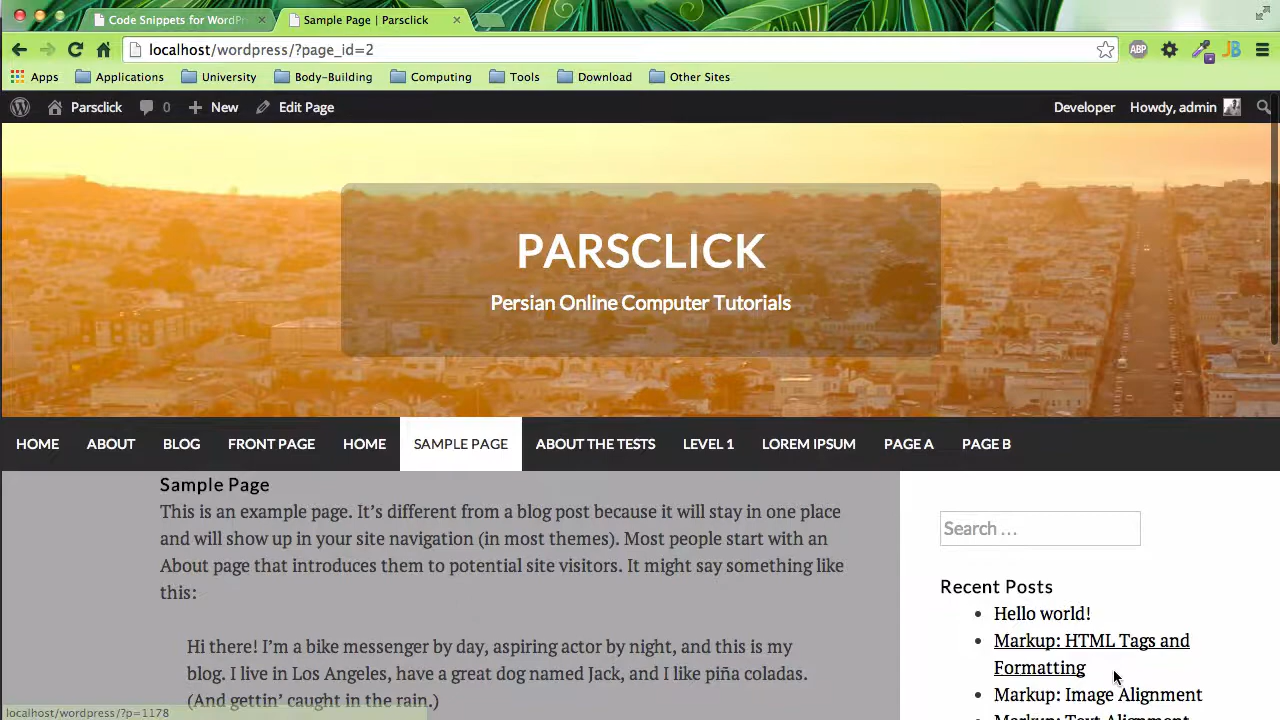 Code Snippets for WordPr
Sample Page | Parsclick
localhost/wordpress/?page_id=2
ABP
JB
Apps
Applications
University
Body-Building
Computing
Tools
Download
Other Sites
Parsclick
0
New
Edit Page
Developer
Howdy, admin
PARSCLICK
Persian Online Computer Tutorials
HOME
ABOUT
BLOG
FRONT PAGE
HOME
SAMPLE PAGE
ABOUT THE TESTS
LEVEL 1
LOREM IPSUM
PAGE A
PAGE B
Sample Page
This is an example page. It’s different from a blog post because it will stay in one place
and will show up in your site navigation (in most themes). Most people start with an
About page that introduces them to potential site visitors. It might say something like
this:
Hi there! I’m a bike messenger by day, aspiring actor by night, and this is my
blog. I live in Los Angeles, have a great dog named Jack, and I like piña coladas.
(And gettin’ caught in the rain.)
Search …
Recent Posts
Hello world!
Markup: HTML Tags and
Formatting
Markup: Image Alignment
Markup: Text Alignment
localhost/wordpress/?p=1178